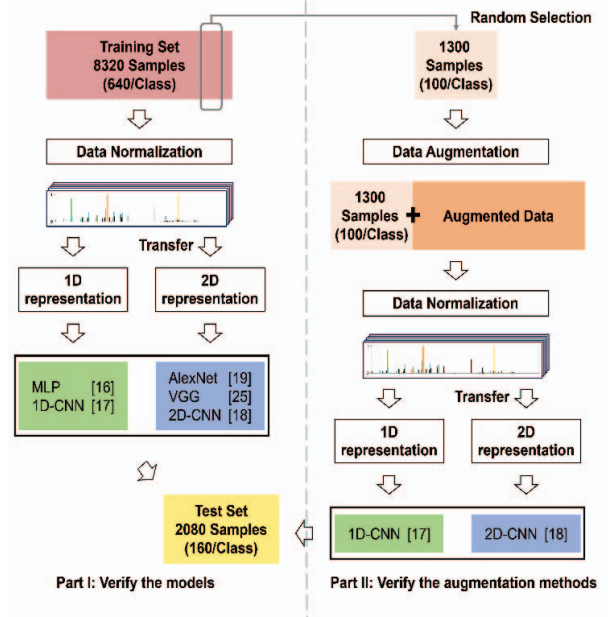 Random Selection
Training Set
8320 Samples
(640/Class)
Data Normalization
Transfer
1D
representation
2D
representation
MLP [16]
1D-CNN [17]
AlexNet [19]
VGG [25]
2D-CNN [18]
Test Set
2080 Samples
(160/Class)
Part I: Verify the models
1300
Samples
(100/Class)
Data Augmentation
1300
Samples
(100/Class)
+
Augmented Data
Data Normalization
Transfer
1D
representation
2D
representation
1D-CNN [17]
2D-CNN [18]
Part II: Verify the augmentation methods